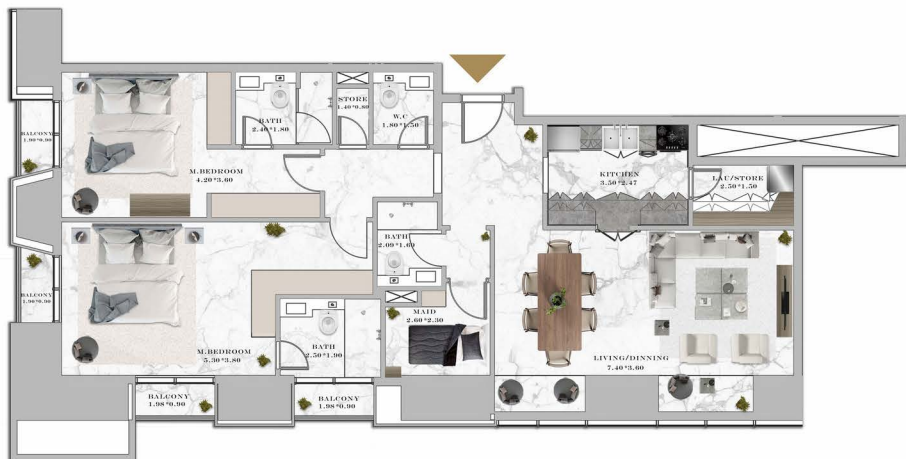 BATH
2.40*1.80
STORE
1.40*0.80
W.C
1.80*1.50
BALCONY
1.90*0.90
M.BEDROOM
4.20*3.60
KITCHEN
3.50*2.47
LAU/STORE
2.50*1.50
BATH
2.09*1.60
BALCONY
1.90*0.90
MAID
2.60*2.30
BATH
2.50*1.90
M.BEDROOM
5.30*3.80
LIVING/DINNING
7.40*3.60
BALCONY
1.98*0.90
BALCONY
1.98*0.90